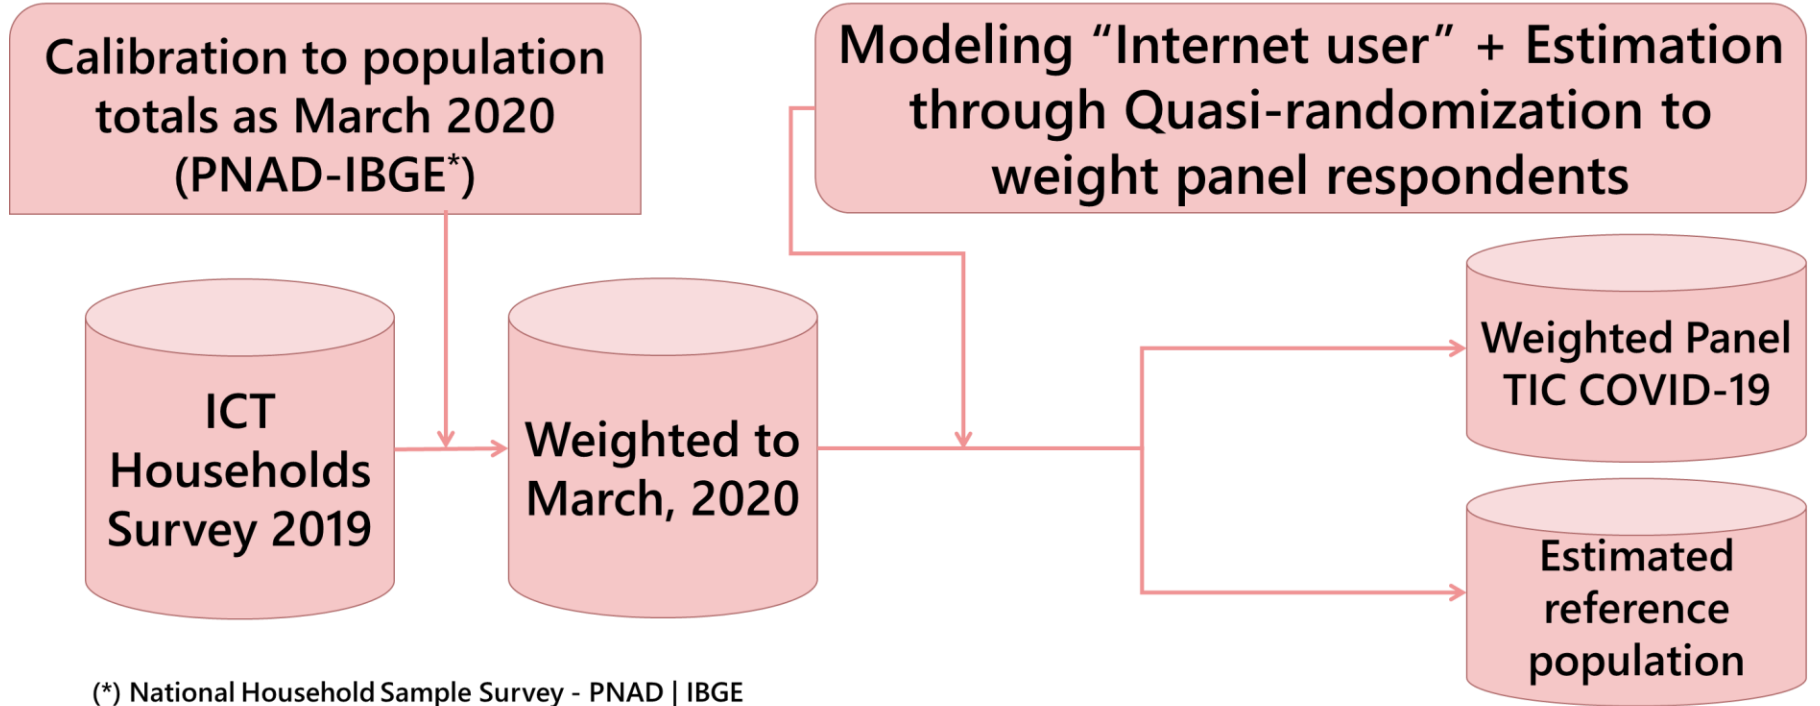 Calibration to population
totals as March 2020
(PNAD-IBGE*)
Modeling “Internet user” + Estimation
through Quasi-randomization to
weight panel respondents
ICT
Households
Survey 2019
Weighted to
March, 2020
Weighted Panel
TIC COVID-19
Estimated
reference
population
(*) National Household Sample Survey - PNAD | IBGE